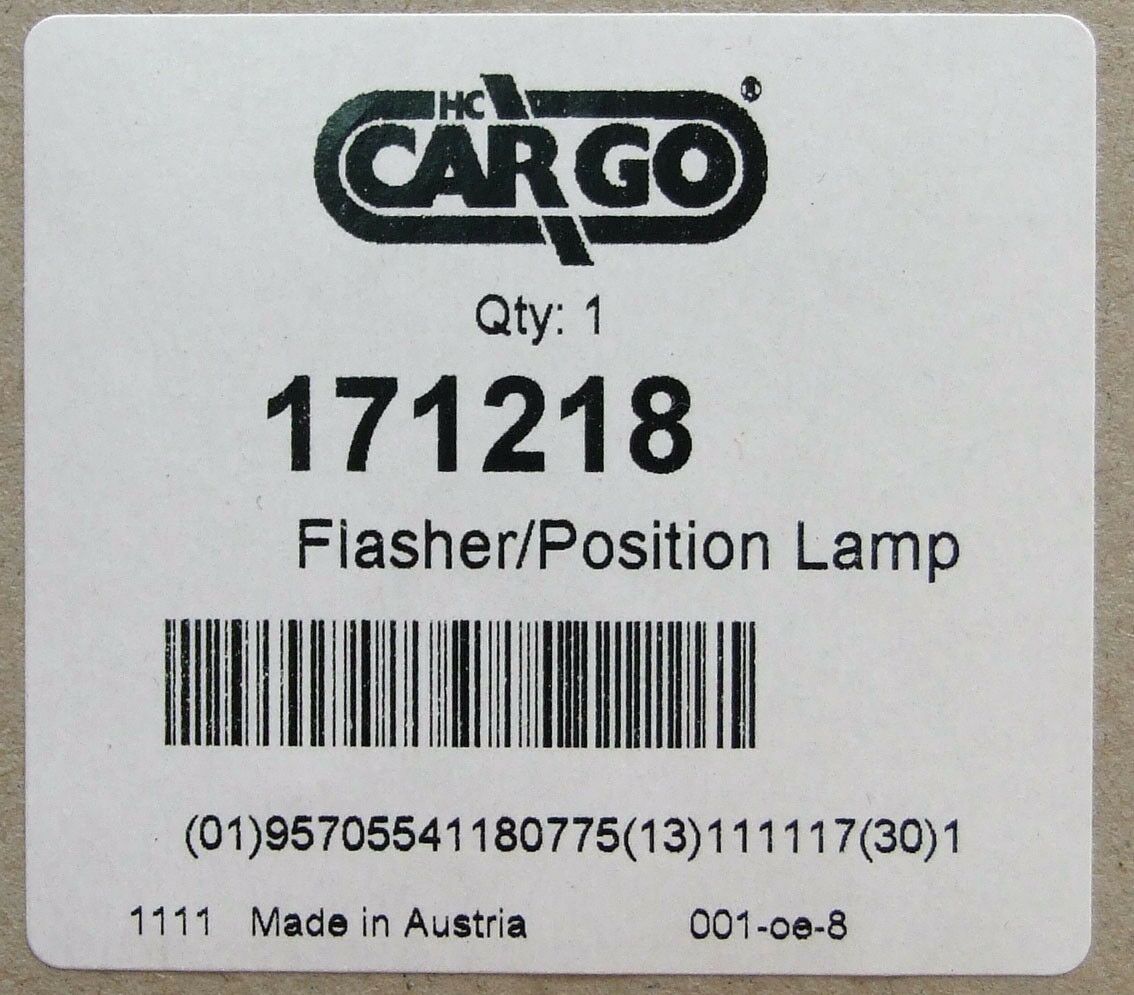 HC
CARGO®
Qty: 1
171218
Flasher/Position Lamp
(01)95705541180775(13)111117(30)1
1111 Made in Austria 001-oe-8